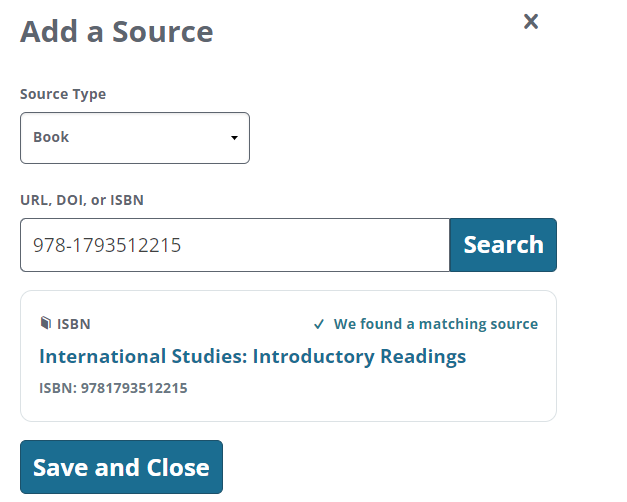 Add a Source
Source Type
Book
URL, DOI, or ISBN
978-1793512215
Search
ISBN
We found a matching source
International Studies: Introductory Readings
ISBN: 9781793512215
Save and Close